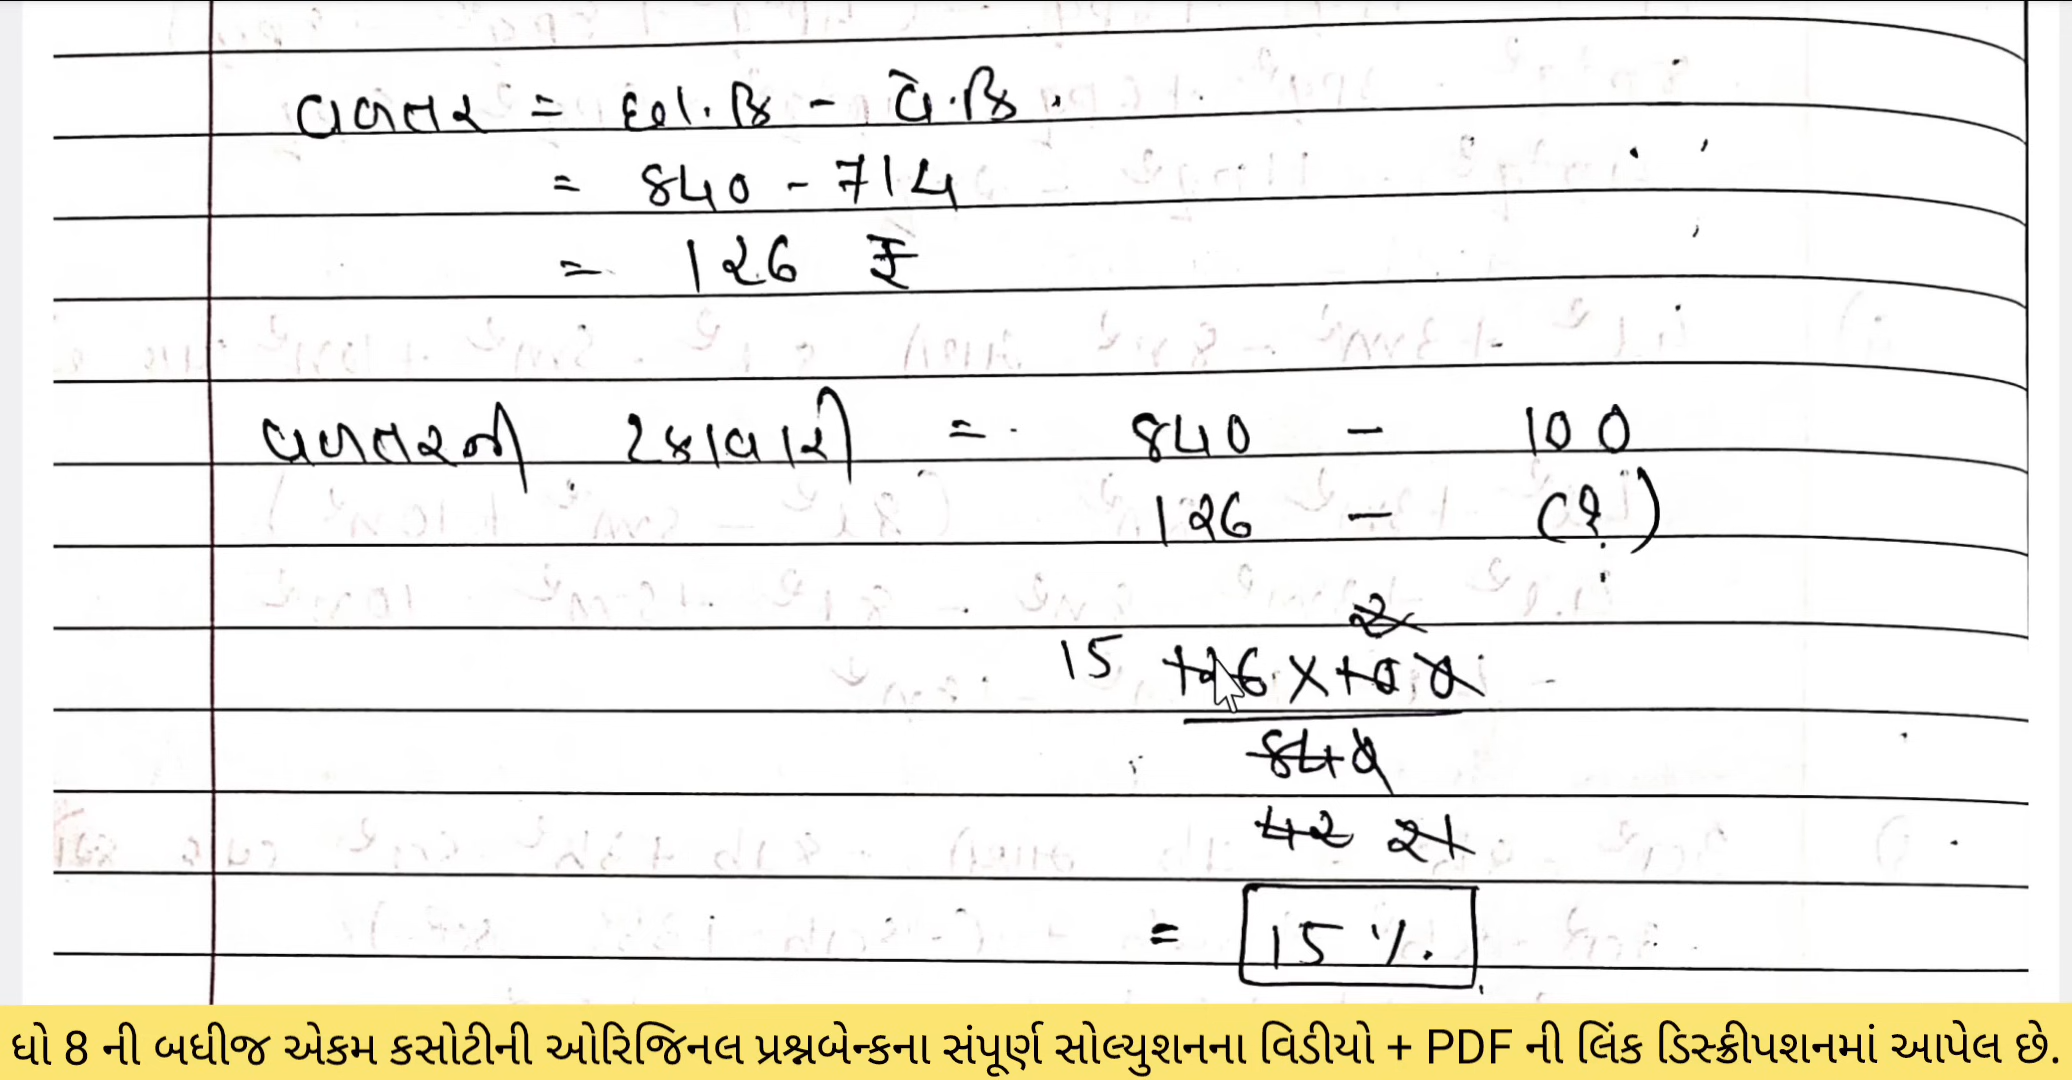 વળતર = છા.કિં - વે.કિં.
= 840 - 714
= 126 ₹
વળતરની ટકાવારી = 840 - 100
126 - (?)
2
15 126 X 100
840
42 21
= 15 %.
ધો 8 ની બધીજ એકમ કસોટીની ઓરિજિનલ પ્રશ્નબેન્કના સંપૂર્ણ સોલ્યુશનના વિડીયો + PDF ની લિંક ડિસ્ક્રીપશનમાં આપેલ છે.